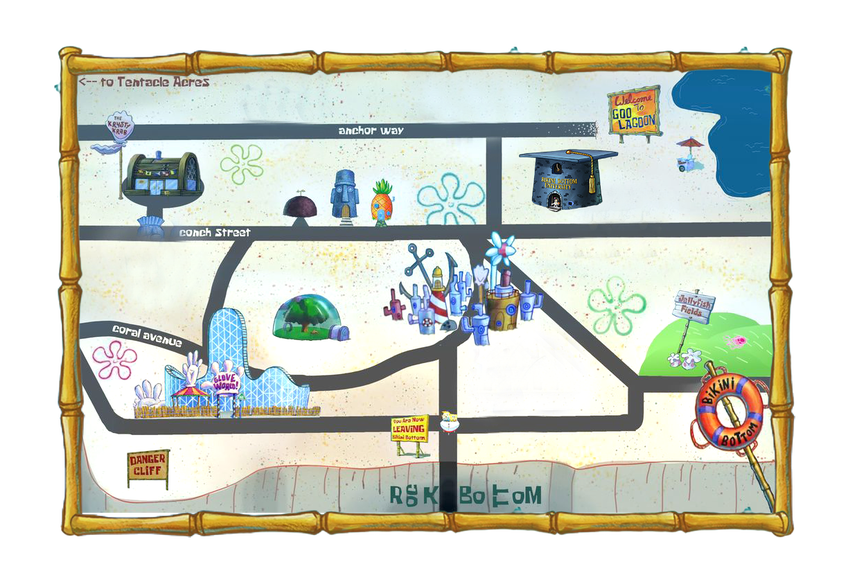 <-- to Tentacle Acres
Welcome
To
GOO
LAGOON
THE
KRUSTY
KRAB
anchor way
BIKINI BOTTOM
UNIVERSITY
conch Street
Jellyfish
Fields
coral avenue
GLOVE
WORLD!
BIKINI
BOTTOM
You Are Now
LEAVING
Bikini Bottom
DANGER
CLIFF
ROCK BOTTOM